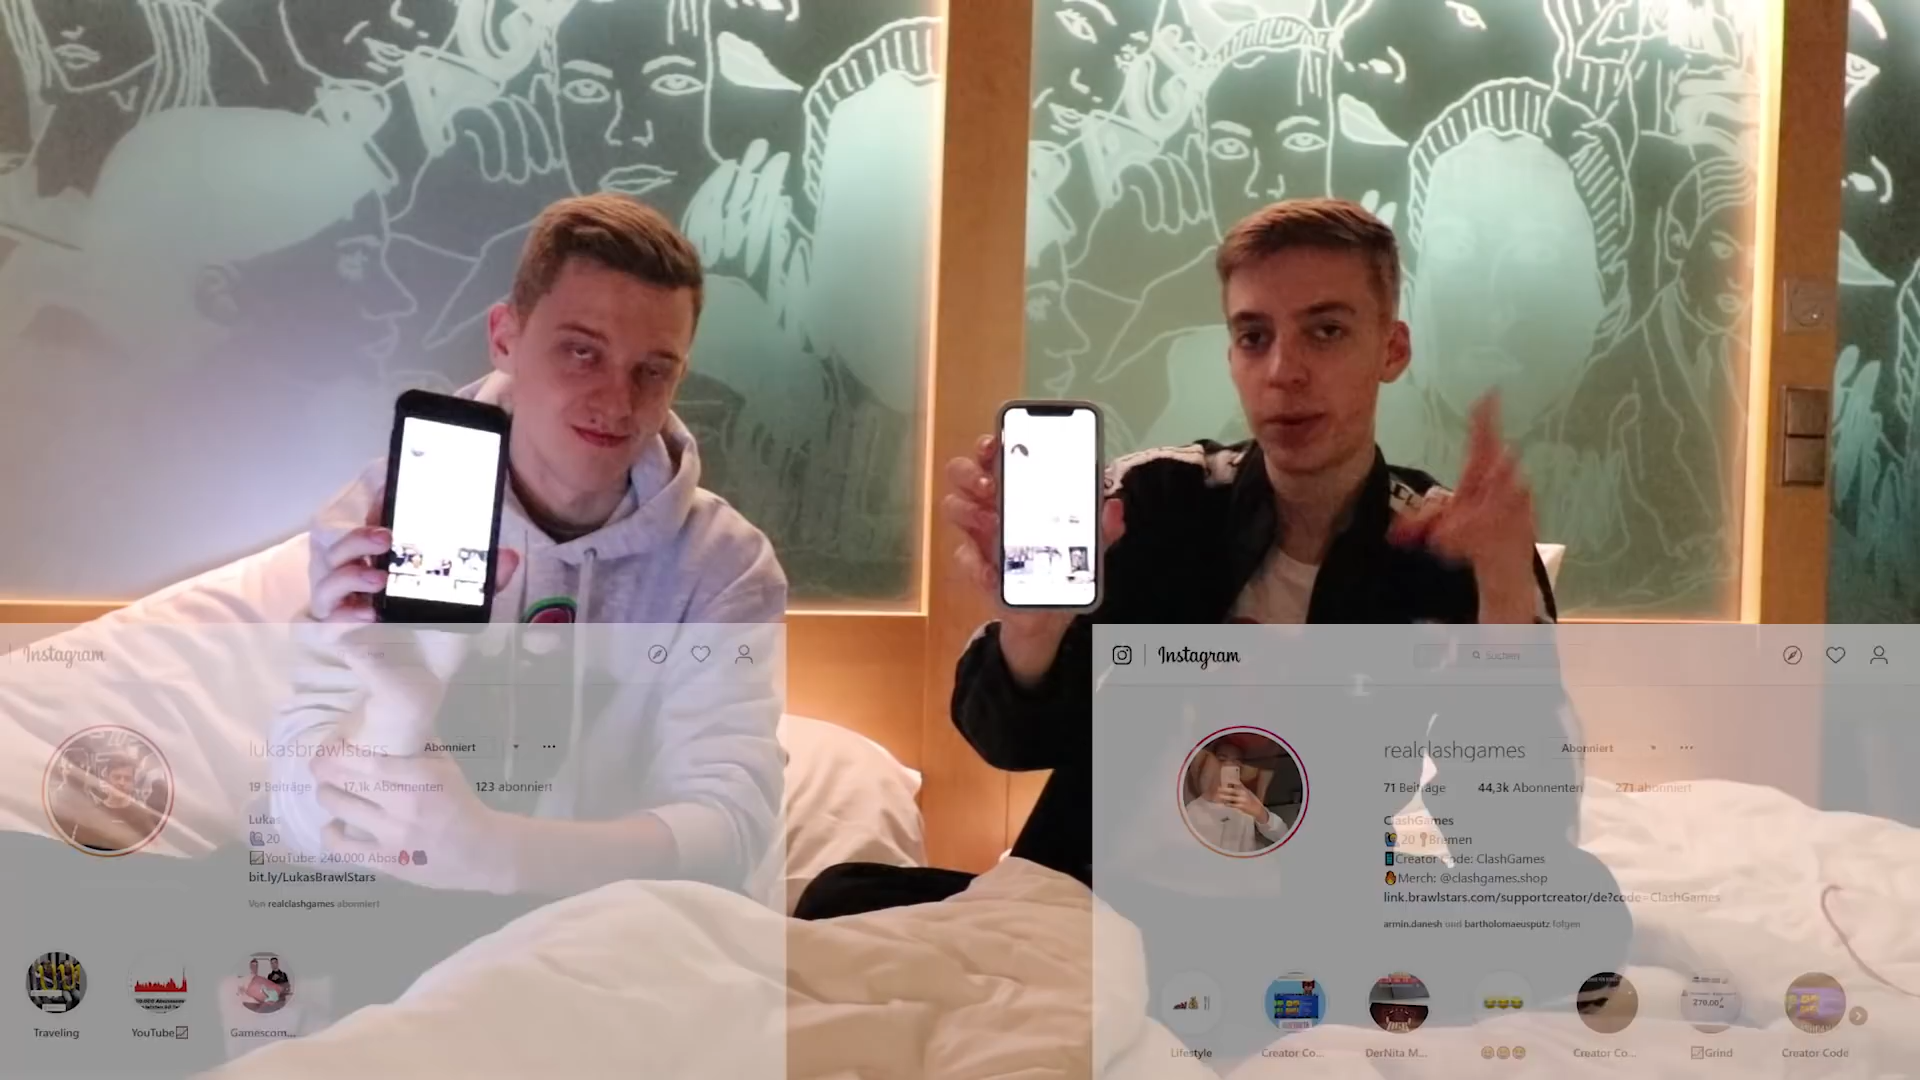 Instagram
lukasbrawlstars Abonniert
19 Beiträge 17,1k Abonnenten 123 abonniert
Lukas
20
YouTube: 240.000 Abos
bit.ly/LukasBrawlStars
Von realclashgames abonniert
Traveling YouTube Gamescom...
Instagram Suchen
realclashgames Abonniert
71 Beiträge 44,3k Abonnenten 271 abonniert
ClashGames
20 Bremen
Creator Code: ClashGames
Merch: @clashgames.shop
link.brawlstars.com/supportcreator/de?code=ClashGames
armin.danesh und bartholomaeusputz folgen
Lifestyle Creator Co... DerNita M... Creator Co... Grind Creator Code